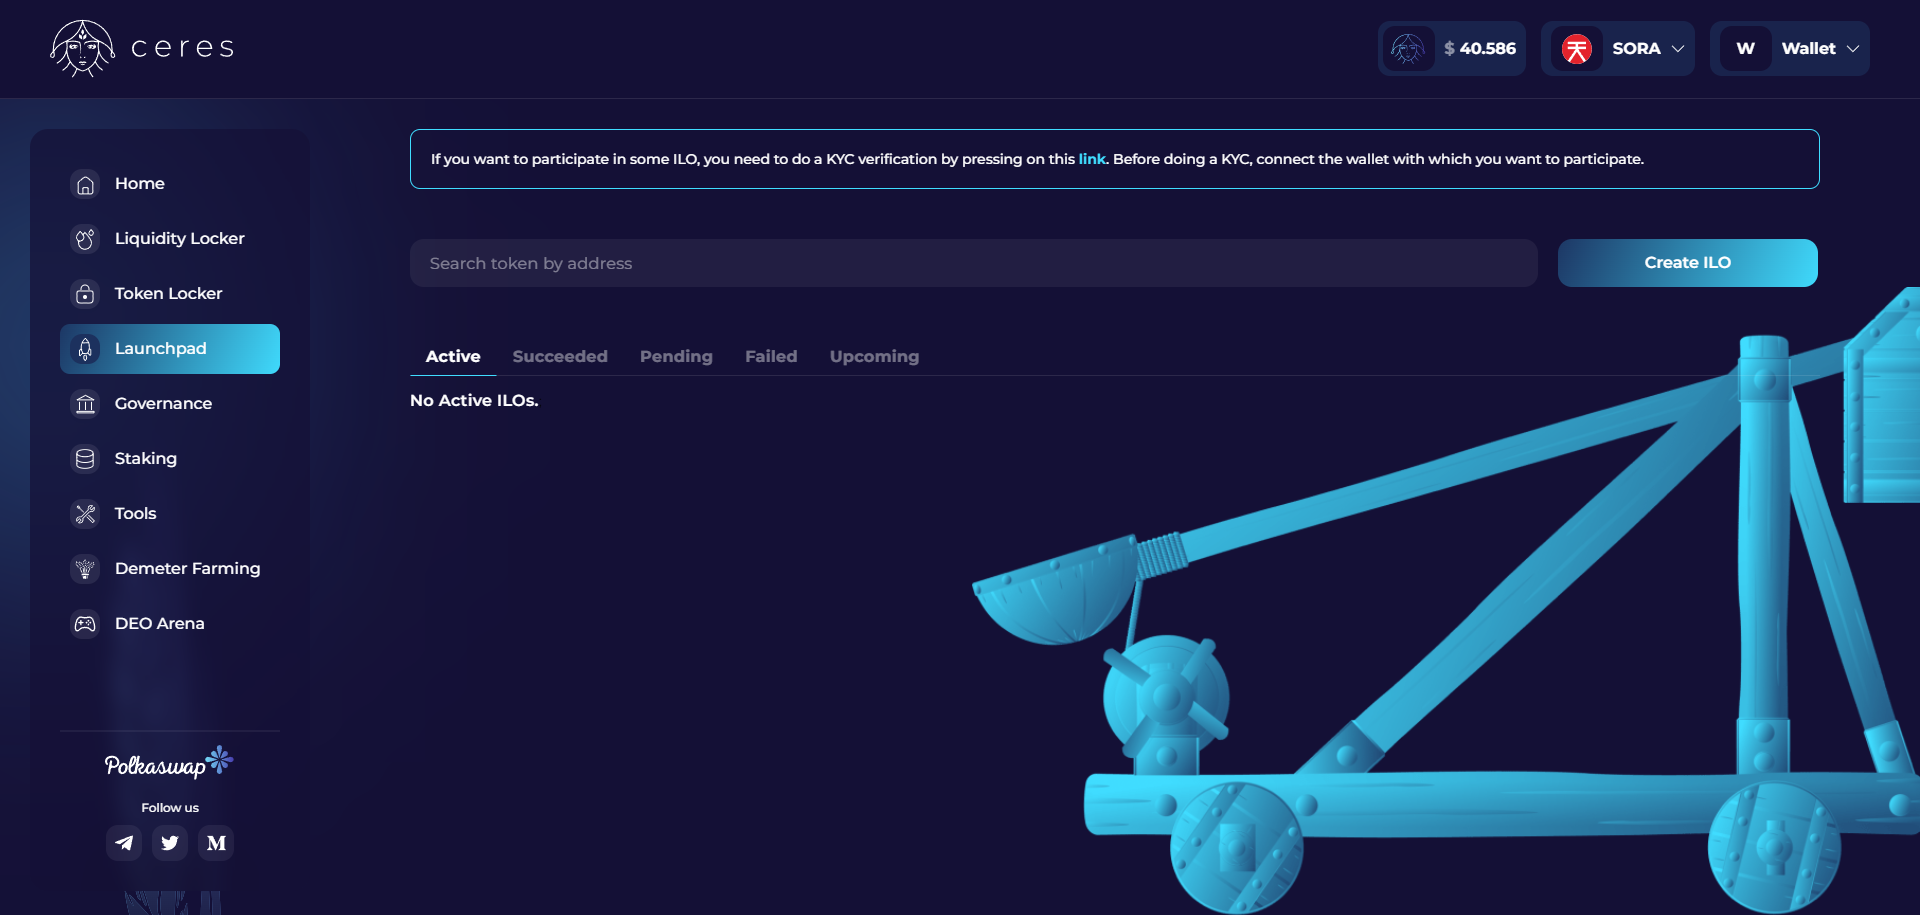 ceres
$ 40.586
SORA
W
Wallet
If you want to participate in some ILO, you need to do a KYC verification by pressing on this link. Before doing a KYC, connect the wallet with which you want to participate.
Home
Liquidity Locker
Token Locker
Launchpad
Governance
Staking
Tools
Demeter Farming
DEO Arena
Polkaswap
Follow us
M
Search token by address
Create ILO
Active
Succeeded
Pending
Failed
Upcoming
No Active ILOs.